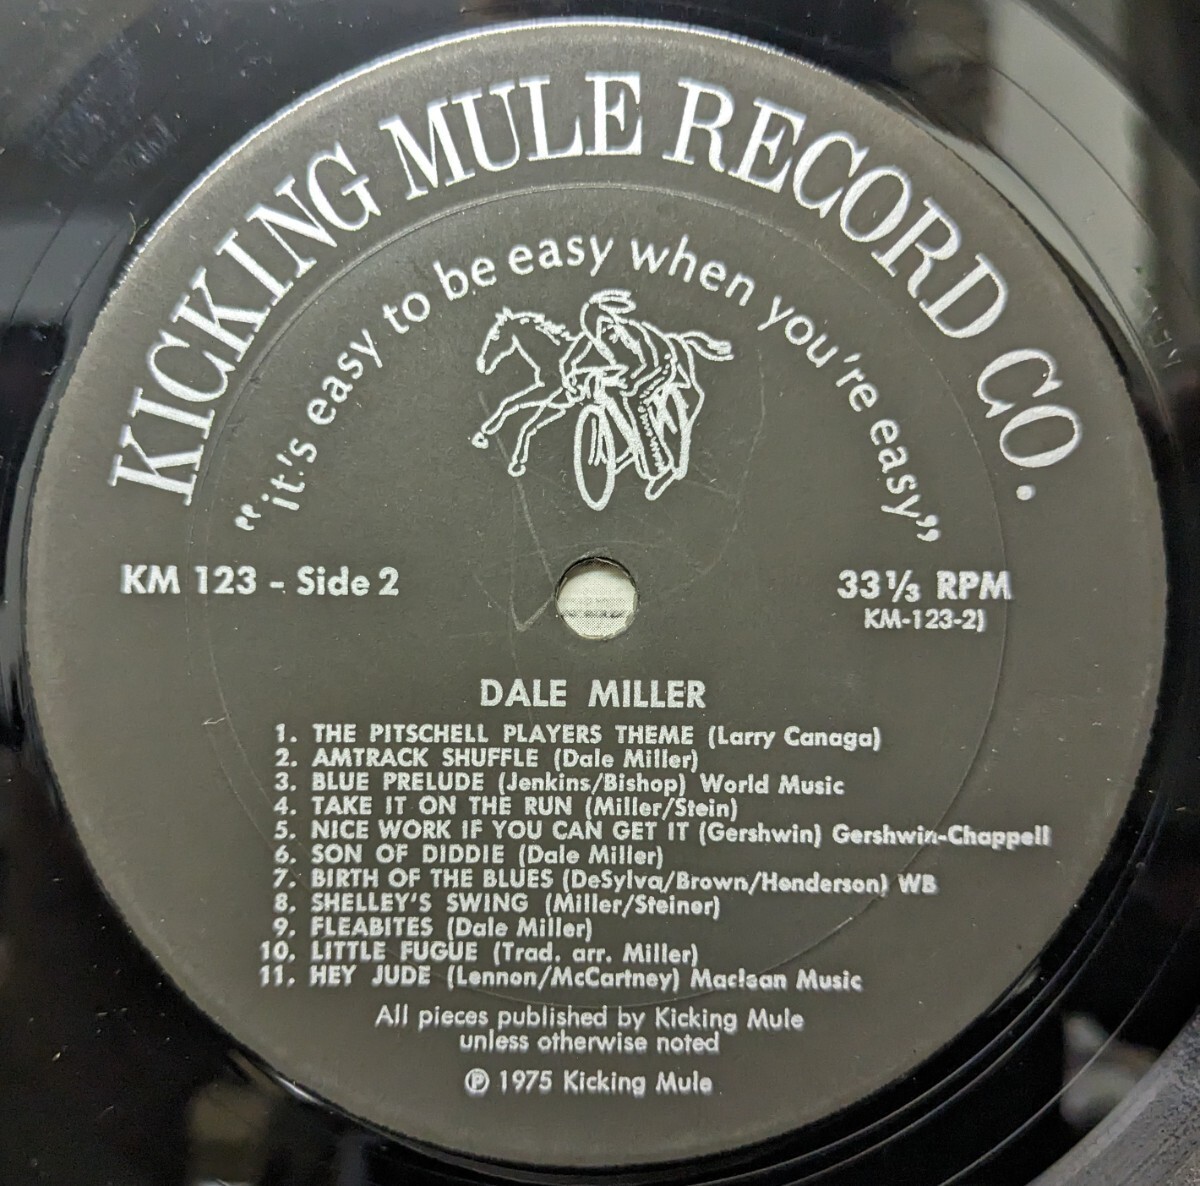 KICKING MULE RECORD CO.
"it's easy to be easy when you're easy"
KM 123 - Side 2
33⅓ RPM
KM-123-2)
DALE MILLER
1. THE PITSCHELL PLAYERS THEME (Larry Canaga)
2. AMTRACK SHUFFLE (Dale Miller)
3. BLUE PRELUDE (Jenkins/Bishop) World Music
4. TAKE IT ON THE RUN (Miller/Stein)
5. NICE WORK IF YOU CAN GET IT (Gershwin) Gershwin-Chappell
6. SON OF DIDDIE (Dale Miller)
7. BIRTH OF THE BLUES (DeSylva/Brown/Henderson) WB
8. SHELLEY'S SWING (Miller/Steiner)
9. FLEABITES (Dale Miller)
10. LITTLE FUGUE (Trad. arr. Miller)
11. HEY JUDE (Lennon/McCartney) Maclean Music
All pieces published by Kicking Mule
unless otherwise noted
℗ 1975 Kicking Mule